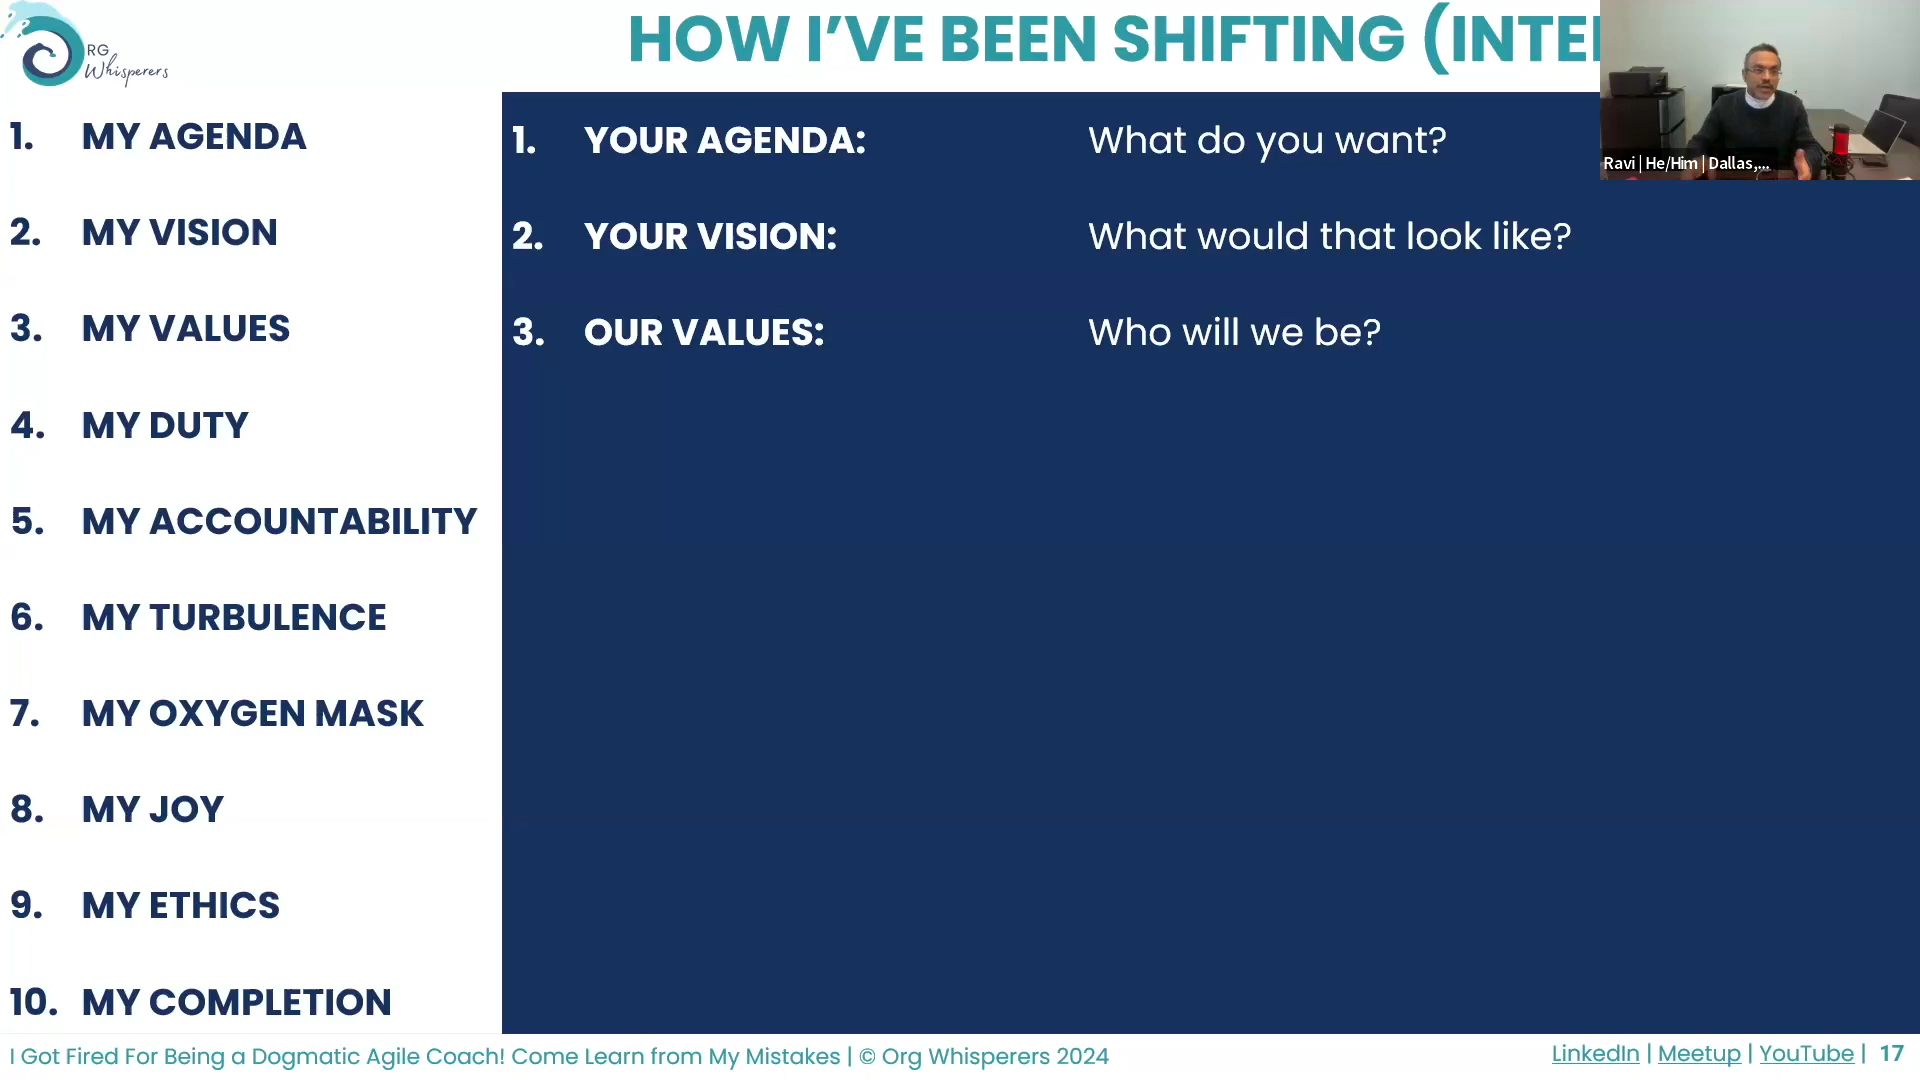 RG
Whisperers
HOW I'VE BEEN SHIFTING (INTE
Ravi | He/Him | Dallas,...
1. MY AGENDA
2. MY VISION
3. MY VALUES
4. MY DUTY
5. MY ACCOUNTABILITY
6. MY TURBULENCE
7. MY OXYGEN MASK
8. MY JOY
9. MY ETHICS
10. MY COMPLETION
1. YOUR AGENDA: What do you want?
2. YOUR VISION: What would that look like?
3. OUR VALUES: Who will we be?
I Got Fired For Being a Dogmatic Agile Coach! Come Learn from My Mistakes | © Org Whisperers 2024
LinkedIn | Meetup | YouTube | 17